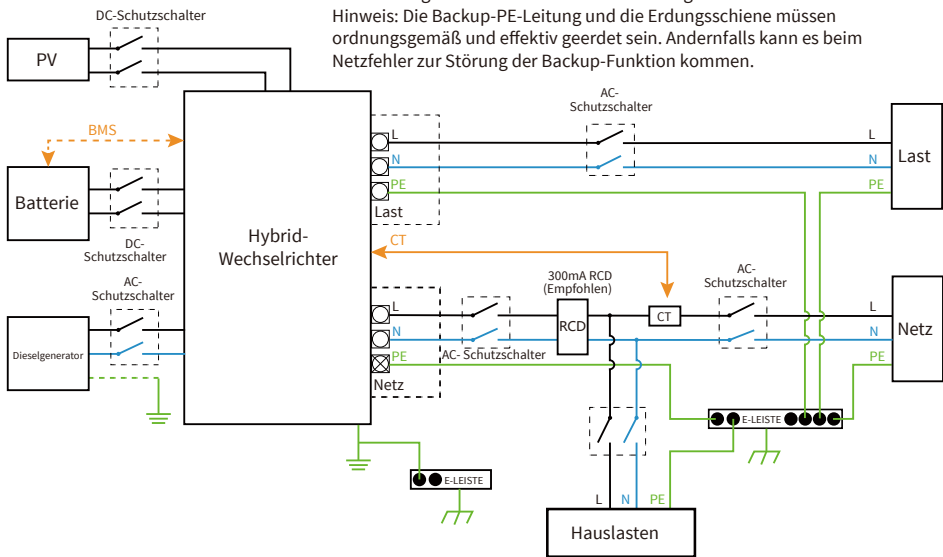 DC-Schutzschalter
Hinweis: Die Backup-PE-Leitung und die Erdungsschiene müssen
ordnungsgemäß und effektiv geerdet sein. Andernfalls kann es beim
Netzfehler zur Störung der Backup-Funktion kommen.
PV
BMS
Batterie
DC-
Schutzschalter
AC-
Schutzschalter
Dieselgenerator
Hybrid-
Wechselrichter
L
N
PE
Last
AC-
Schutzschalter
L
N
PE
Last
CT
L
N
PE
Netz
AC- Schutzschalter
300mA RCD
(Empfohlen)
RCD
CT
AC-
Schutzschalter
L
N
PE
Netz
E-LEISTE
E-LEISTE
L
N
PE
Hauslasten